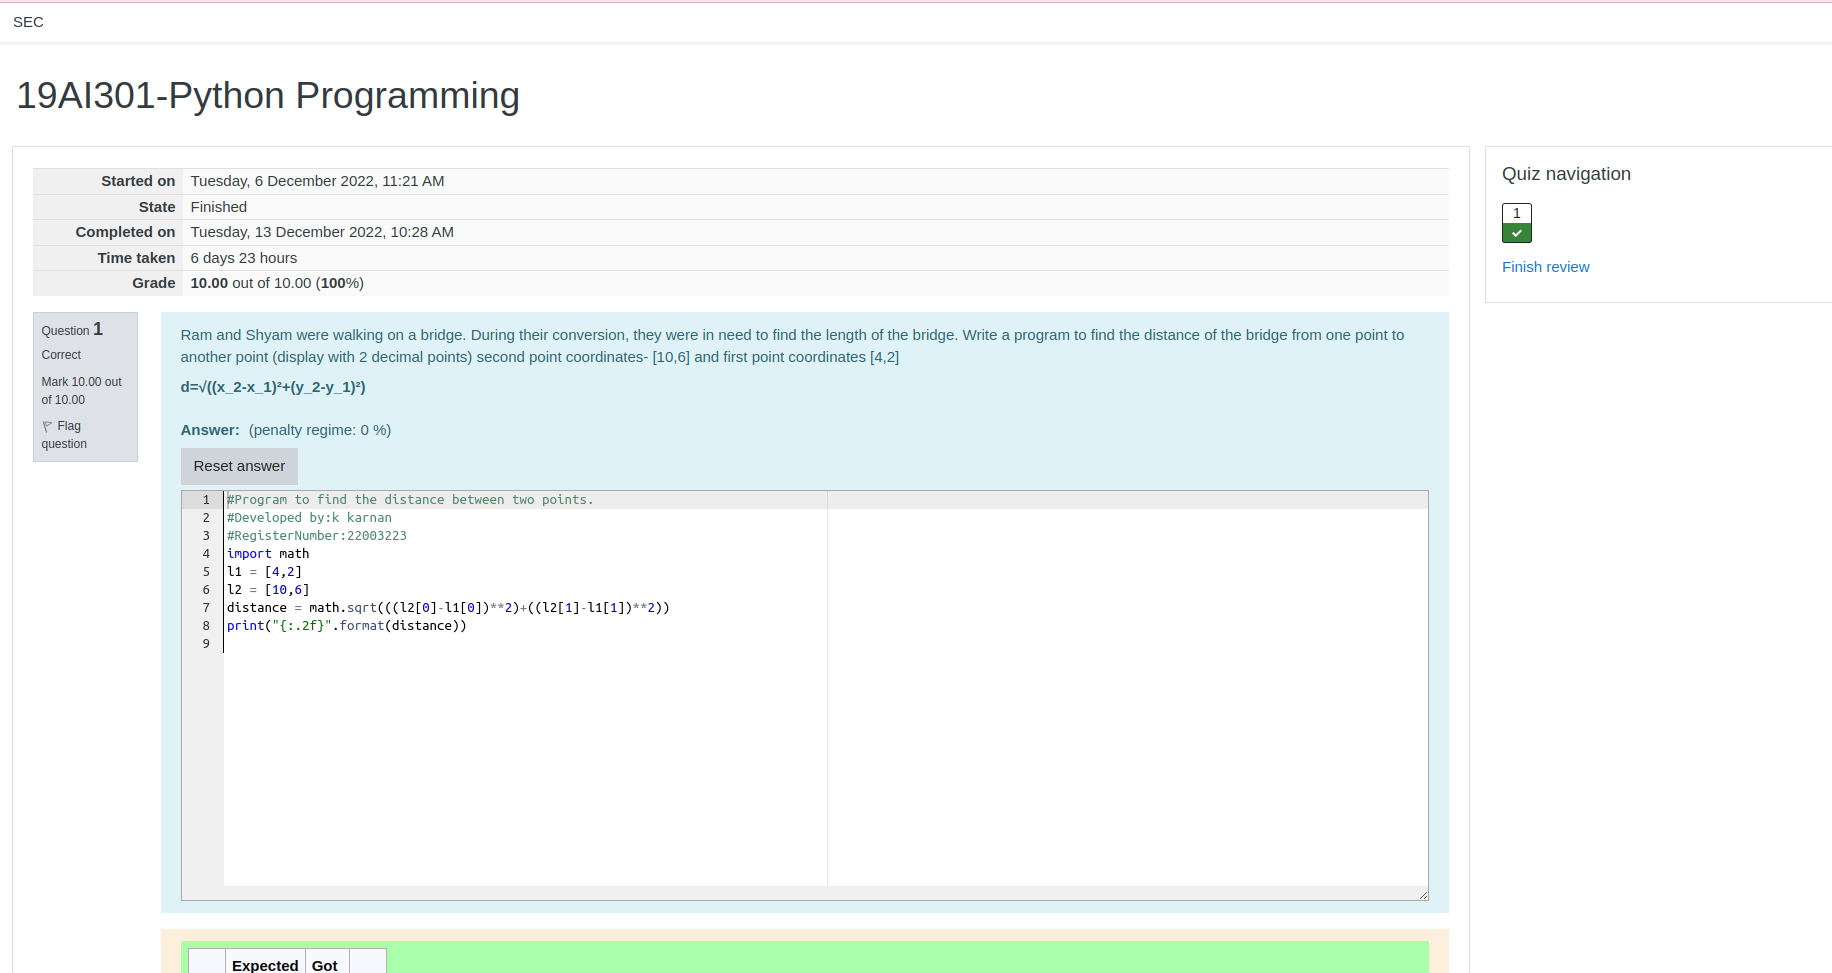 SEC
19AI301-Python Programming
Started on Tuesday, 6 December 2022, 11:21 AM
State Finished
Completed on Tuesday, 13 December 2022, 10:28 AM
Time taken 6 days 23 hours
Grade 10.00 out of 10.00 (100%)
Quiz navigation
1
Finish review
Question 1
Correct
Mark 10.00 out
of 10.00
Flag
question
Ram and Shyam were walking on a bridge. During their conversion, they were in need to find the length of the bridge. Write a program to find the distance of the bridge from one point to
another point (display with 2 decimal points) second point coordinates- [10,6] and first point coordinates [4,2]
d=√((x_2-x_1)²+(y_2-y_1)²)
Answer: (penalty regime: 0 %)
Reset answer
1 #Program to find the distance between two points.
2 #Developed by:k karnan
3 #RegisterNumber:22003223
4 import math
5 l1 = [4,2]
6 l2 = [10,6]
7 distance = math.sqrt(((l2[0]-l1[0])**2)+((l2[1]-l1[1])**2))
8 print("{:.2f}".format(distance))
9
Expected Got